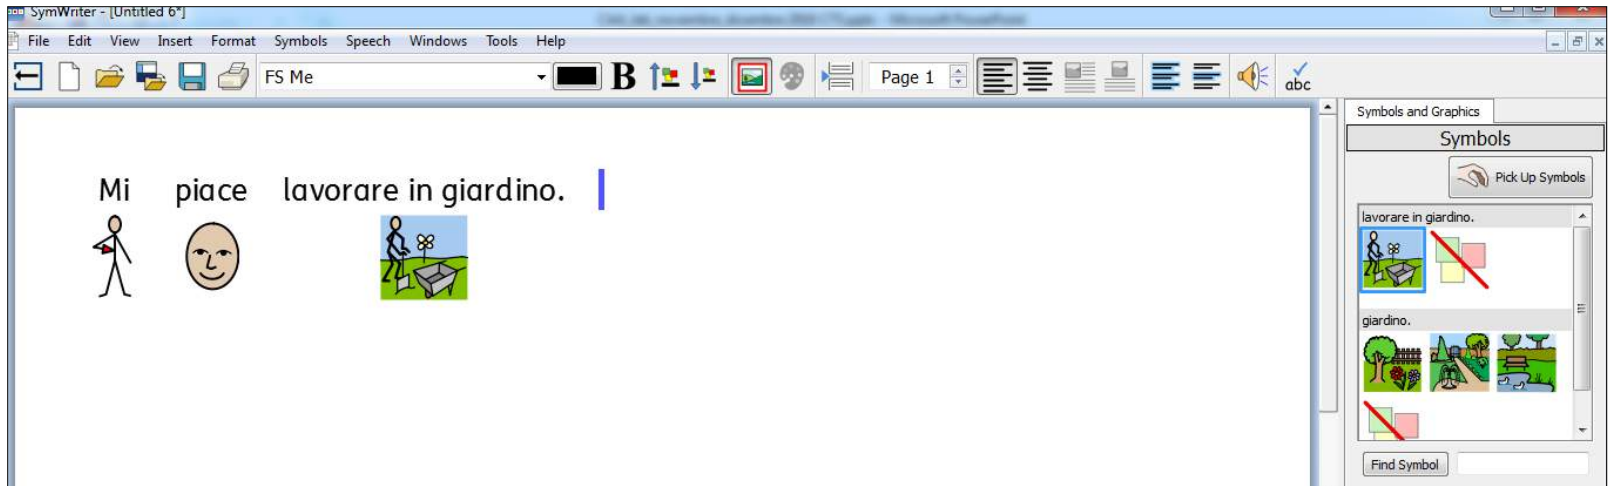 SymWriter - [Untitled 6*]
File Edit View Insert Format Symbols Speech Windows Tools Help
FS Me B Page 1 abc
Symbols and Graphics
Symbols
Pick Up Symbols
Mi piace lavorare in giardino.
lavorare in giardino.
giardino.
Find Symbol